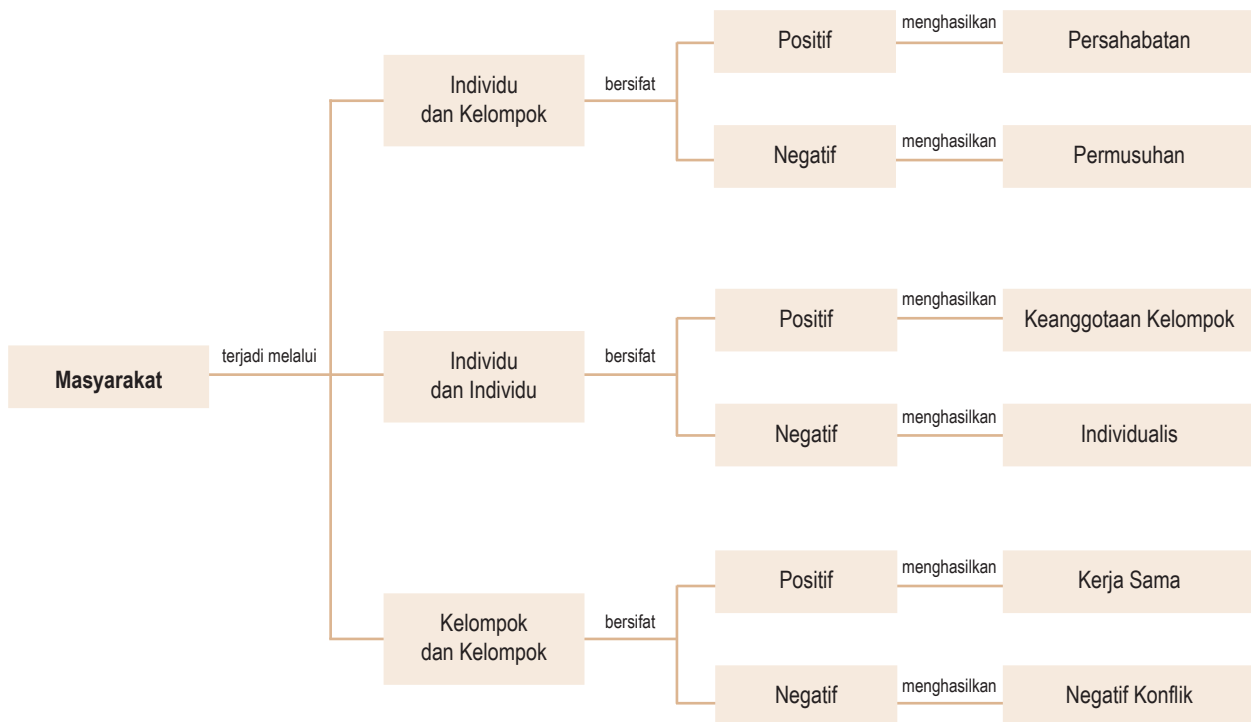 Masyarakat
terjadi melalui
Individu
dan Kelompok
bersifat
Positif
menghasilkan
Persahabatan
Negatif
menghasilkan
Permusuhan
Individu
dan Individu
bersifat
Positif
menghasilkan
Keanggotaan Kelompok
Negatif
menghasilkan
Individualis
Kelompok
dan Kelompok
bersifat
Positif
menghasilkan
Kerja Sama
Negatif
menghasilkan
Negatif Konflik